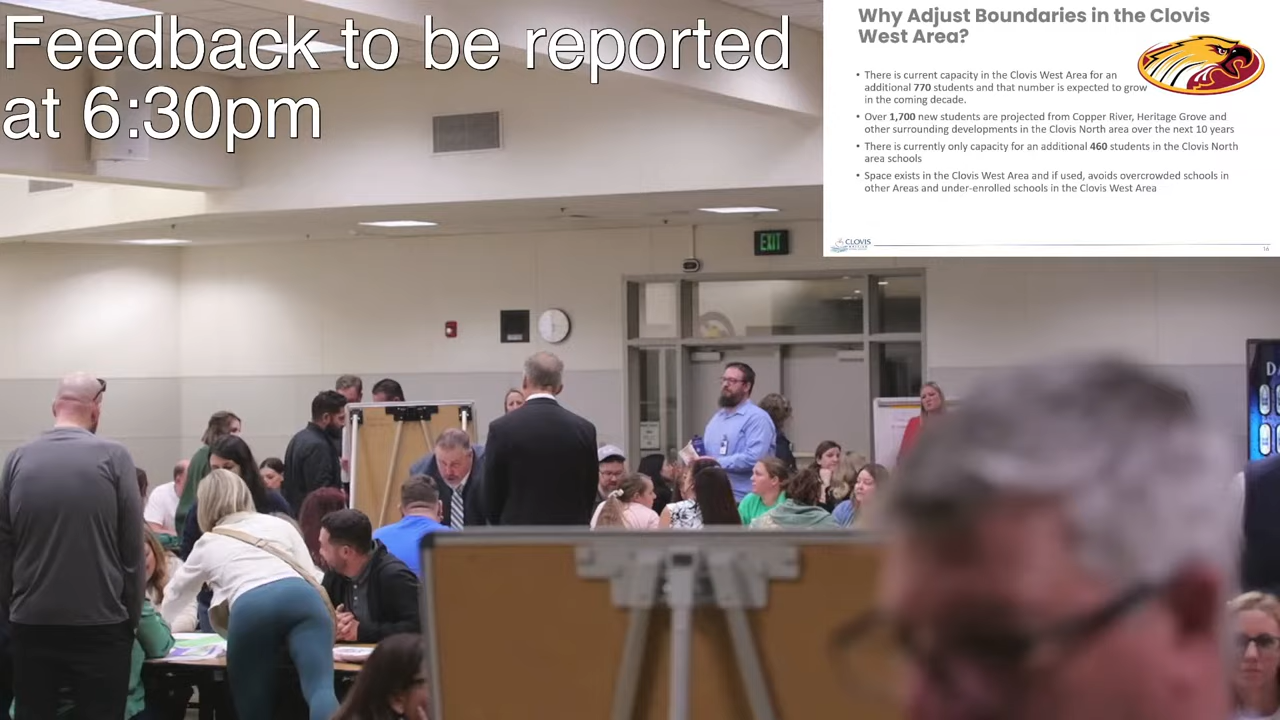 Feedback to be reported
at 6:30pm
Why Adjust Boundaries in the Clovis
West Area?
• There is current capacity in the Clovis West Area for an
additional 770 students and that number is expected to grow
in the coming decade.
• Over 1,700 new students are projected from Copper River, Heritage Grove and
other surrounding developments in the Clovis North area over the next 10 years
• There is currently only capacity for an additional 460 students in the Clovis North
area schools
• Space exists in the Clovis West Area and if used, avoids overcrowded schools in
other Areas and under-enrolled schools in the Clovis West Area
CLOVIS
EXIT